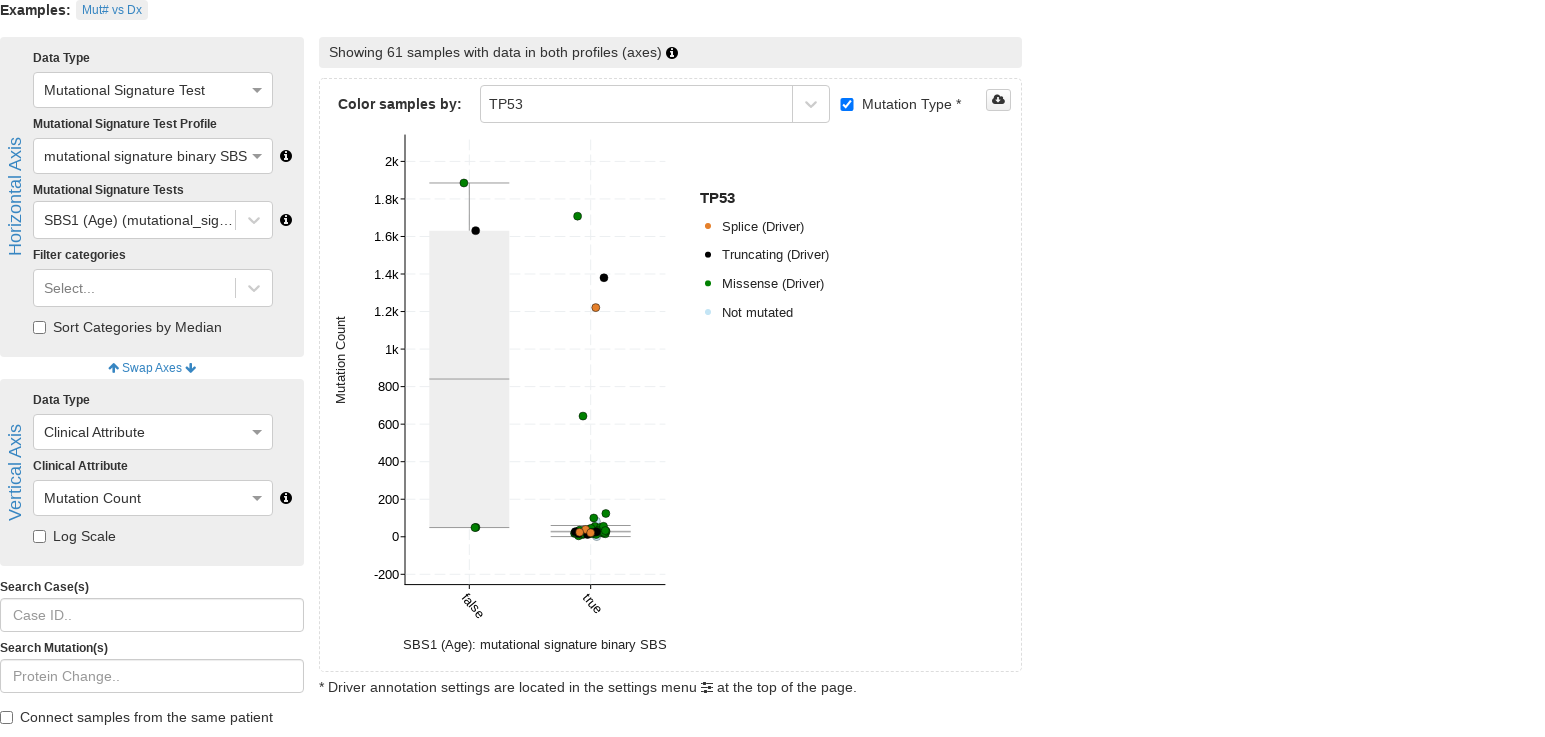 Examples: Mut# vs Dx
Horizontal Axis
Data Type
Mutational Signature Test
Mutational Signature Test Profile
mutational signature binary SBS
Mutational Signature Tests
SBS1 (Age) (mutational_sig…
Filter categories
Select...
Sort Categories by Median
Swap Axes
Vertical Axis
Data Type
Clinical Attribute
Clinical Attribute
Mutation Count
Log Scale
Search Case(s)
Case ID..
Search Mutation(s)
Protein Change..
Connect samples from the same patient
Showing 61 samples with data in both profiles (axes)
Color samples by: TP53 Mutation Type *
Mutation Count
2k
1.8k
1.6k
1.4k
1.2k
1k
800
600
400
200
0
-200
false true
SBS1 (Age): mutational signature binary SBS
TP53
Splice (Driver)
Truncating (Driver)
Missense (Driver)
Not mutated
* Driver annotation settings are located in the settings menu at the top of the page.